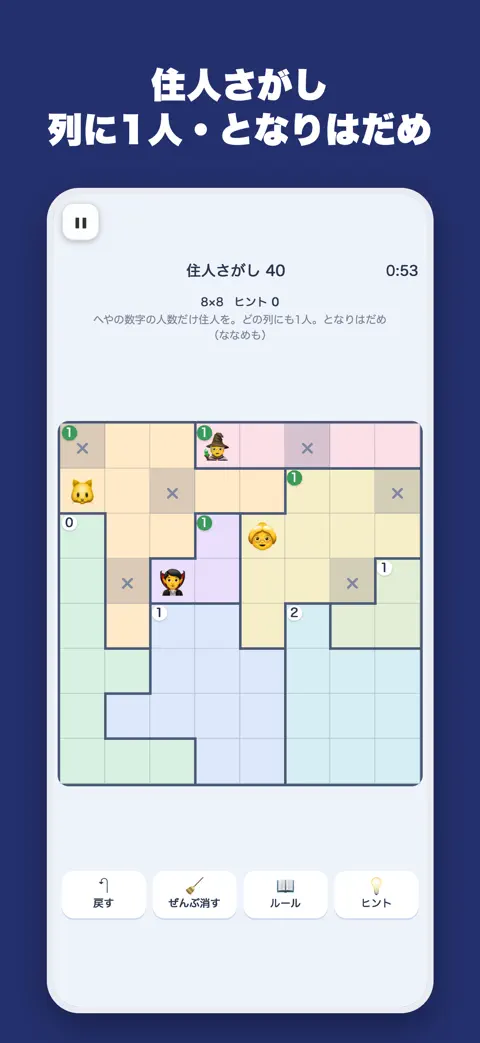 住人さがし
列に1人・となりはだめ
住人さがし 40
0:53
8×8 ヒント 0
へやの数字の人数だけ住人を。どの列にも1人。となりはだめ
（ななめも）
1 1
1
0 1
1
1 2
戻す ぜんぶ消す ルール ヒント